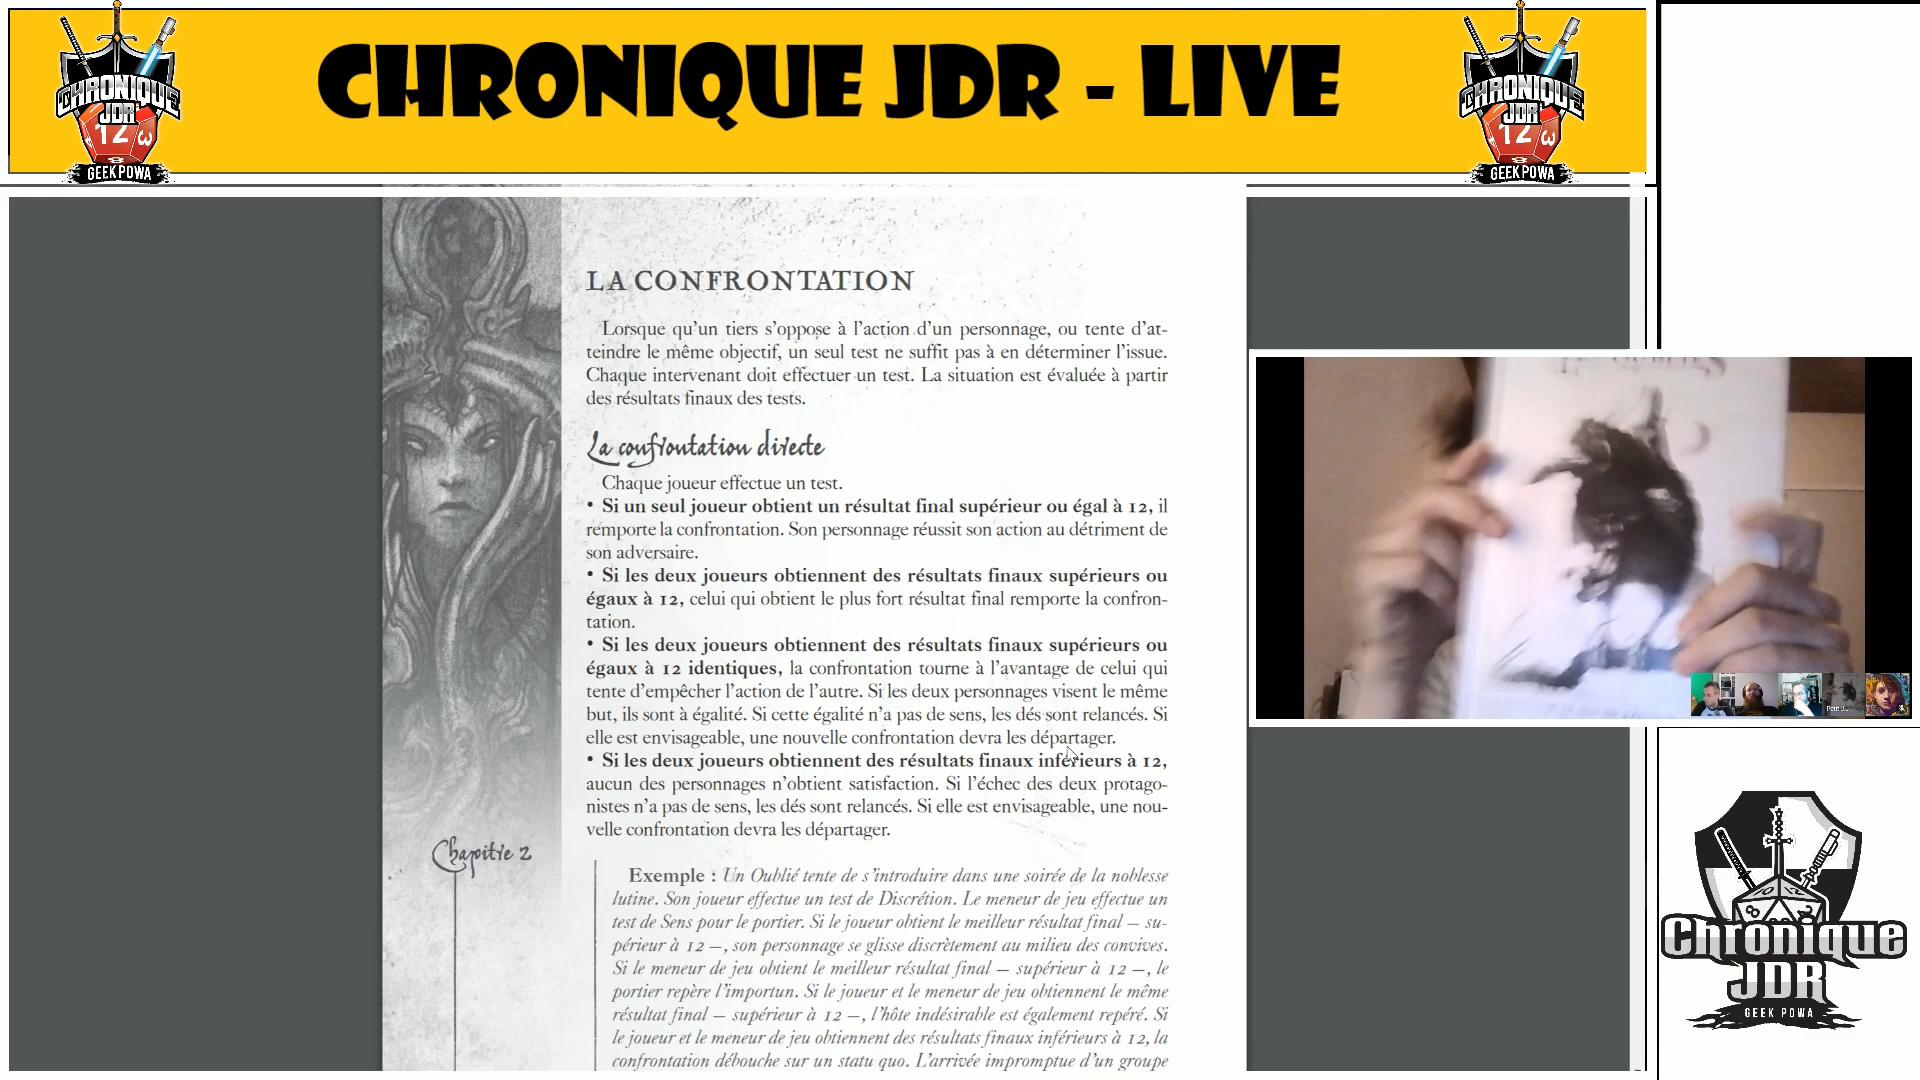 CHRONIQUE JDR - LIVE
CHRONIQUE
JDR
12
3
8
GEEK POWA
CHRONIQUE
JDR
12
3
8
GEEK POWA
LA CONFRONTATION
Lorsque qu'un tiers s'oppose à l'action d'un personnage, ou tente d'at-
teindre le même objectif, un seul test ne suffit pas à en déterminer l'issue.
Chaque intervenant doit effectuer un test. La situation est évaluée à partir
des résultats finaux des tests.
La confrontation directe
Chaque joueur effectue un test.
• Si un seul joueur obtient un résultat final supérieur ou égal à 12, il
remporte la confrontation. Son personnage réussit son action au détriment de
son adversaire.
• Si les deux joueurs obtiennent des résultats finaux supérieurs ou
égaux à 12, celui qui obtient le plus fort résultat final remporte la confron-
tation.
• Si les deux joueurs obtiennent des résultats finaux supérieurs ou
égaux à 12 identiques, la confrontation tourne à l'avantage de celui qui
tente d'empêcher l'action de l'autre. Si les deux personnages visent le même
but, ils sont à égalité. Si cette égalité n'a pas de sens, les dés sont relancés. Si
elle est envisageable, une nouvelle confrontation devra les départager.
• Si les deux joueurs obtiennent des résultats finaux inférieurs à 12,
aucun des personnages n'obtient satisfaction. Si l'échec des deux protago-
nistes n'a pas de sens, les dés sont relancés. Si elle est envisageable, une nou-
velle confrontation devra les départager.
Chapitre 2
Exemple : Un Oublié tente de s'introduire dans une soirée de la noblesse
lutine. Son joueur effectue un test de Discrétion. Le meneur de jeu effectue un
test de Sens pour le portier. Si le joueur obtient le meilleur résultat final – su-
périeur à 12 –, son personnage se glisse discrètement au milieu des convives.
Si le meneur de jeu obtient le meilleur résultat final – supérieur à 12 –, le
portier repère l'importun. Si le joueur et le meneur de jeu obtiennent le même
résultat final – supérieur à 12 –, l'hôte indésirable est également repéré. Si
le joueur et le meneur de jeu obtiennent des résultats finaux inférieurs à 12, la
confrontation débouche sur un statu quo. L'arrivée impromptue d'un groupe
Petit J...
10
12
8
Chronique
JDR
GEEK POWA